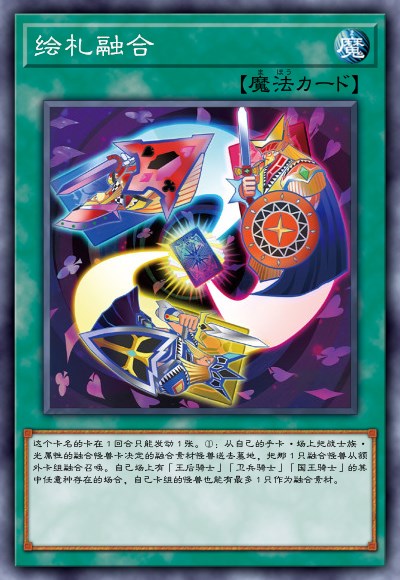 绘札融合
魔
【魔法カード】
まほう
这个卡名的卡在1回合只能发动1张。①：从自己的手卡·场上把战士族·
光属性的融合怪兽卡决定的融合素材怪兽送去墓地，把那1只融合怪兽从额
外卡组融合召唤。自己场上有「王后骑士」「卫兵骑士」「国王骑士」的其
中任意种存在的场合，自己卡组的怪兽也能有最多1只作为融合素材。